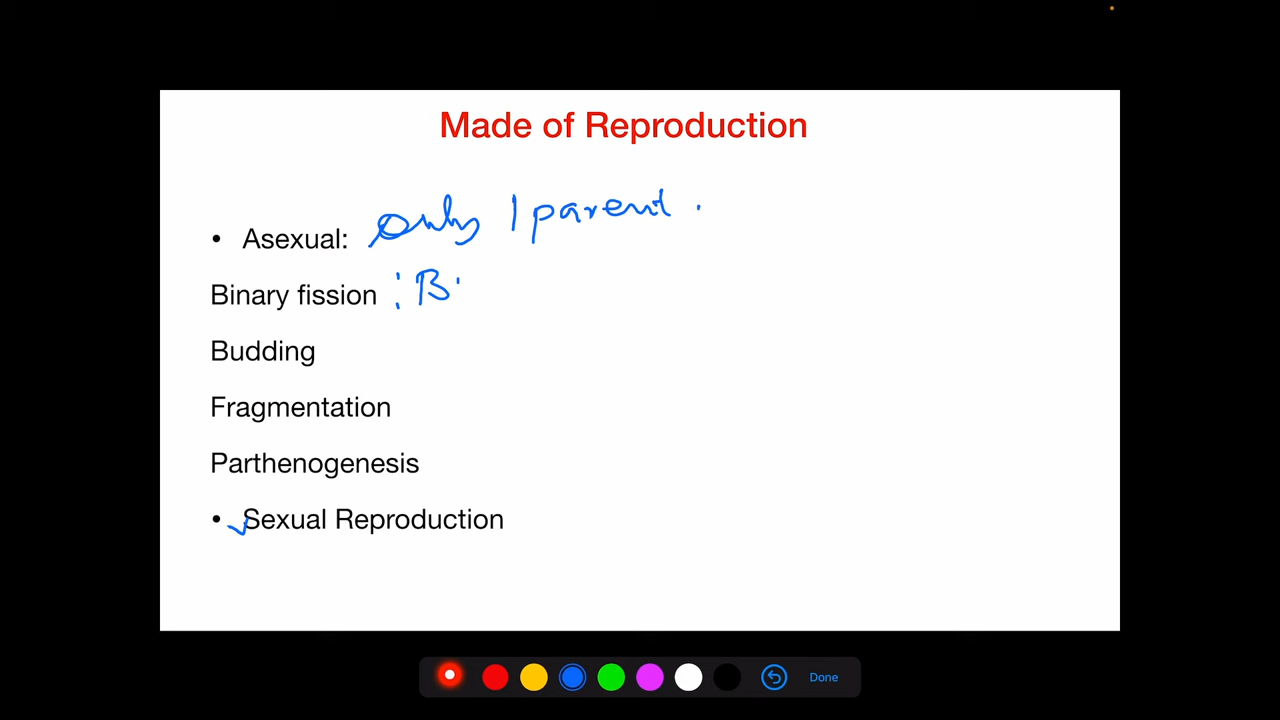 Made of Reproduction
• Asexual: only 1 parent.
Binary fission : B
Budding
Fragmentation
Parthenogenesis
• Sexual Reproduction
Done